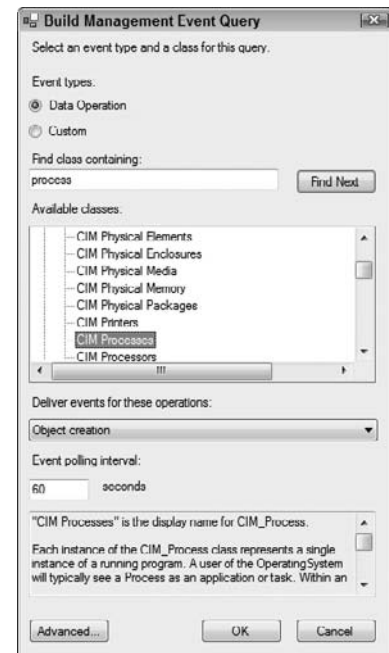 Build Management Event Query
Select an event type and a class for this query.
Event types:
Data Operation
Custom
Find class containing:
process
Find Next
Available classes:
CIM Physical Elements
CIM Physical Enclosures
CIM Physical Media
CIM Physical Memory
CIM Physical Packages
CIM Printers
CIM Processes
CIM Processors
Deliver events for these operations:
Object creation
Event polling interval:
60 seconds
"CIM Processes" is the display name for CIM_Process.
Each instance of the CIM_Process class represents a single
instance of a running program. A user of the OperatingSystem
will typically see a Process as an application or task. Within an
Advanced... OK Cancel